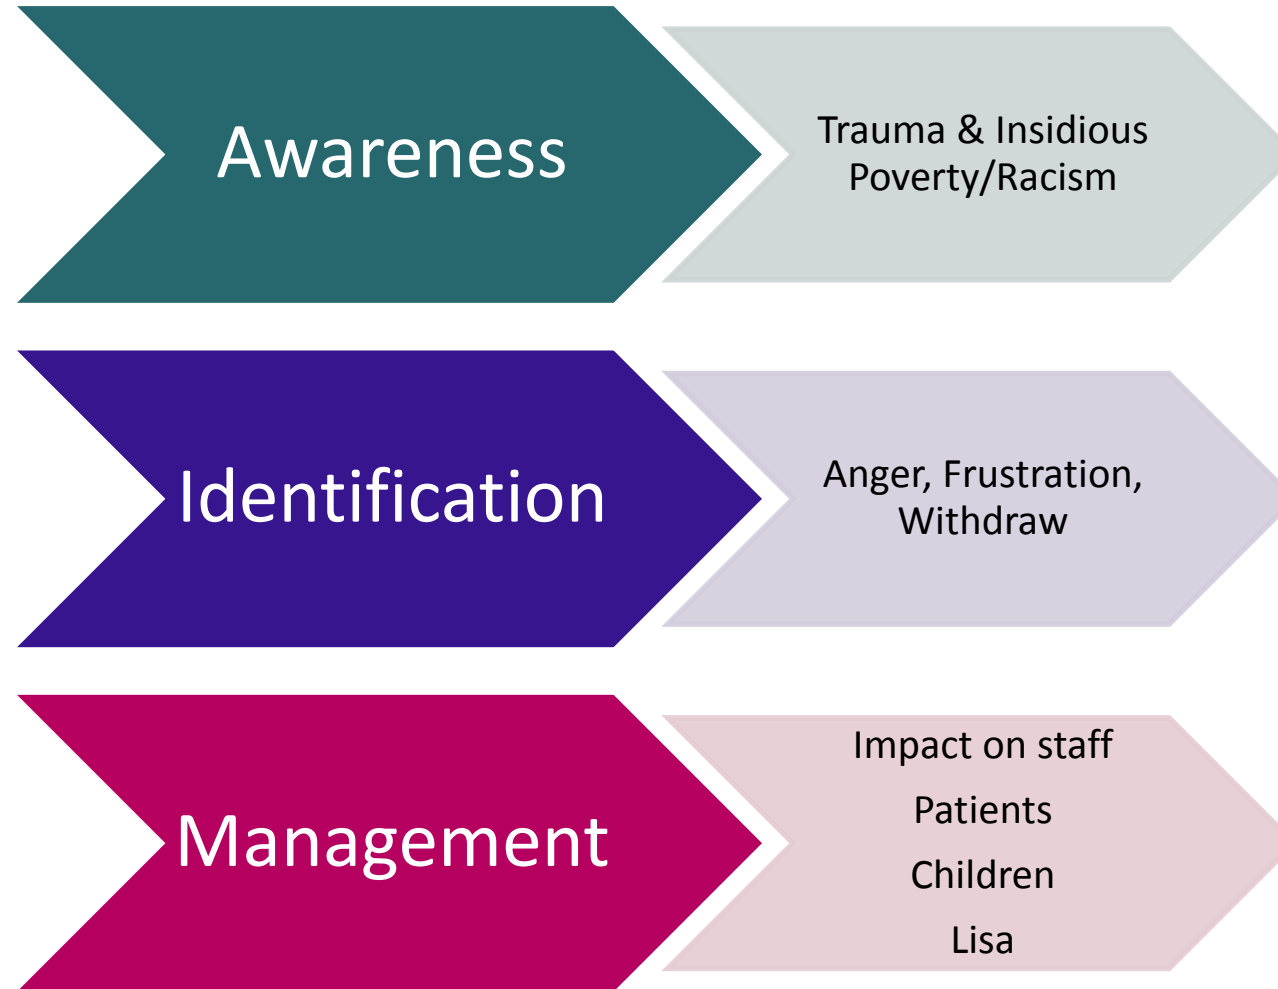 Awareness
Trauma & Insidious
Poverty/Racism
Identification
Anger, Frustration,
Withdraw
Management
Impact on staff
Patients
Children
Lisa